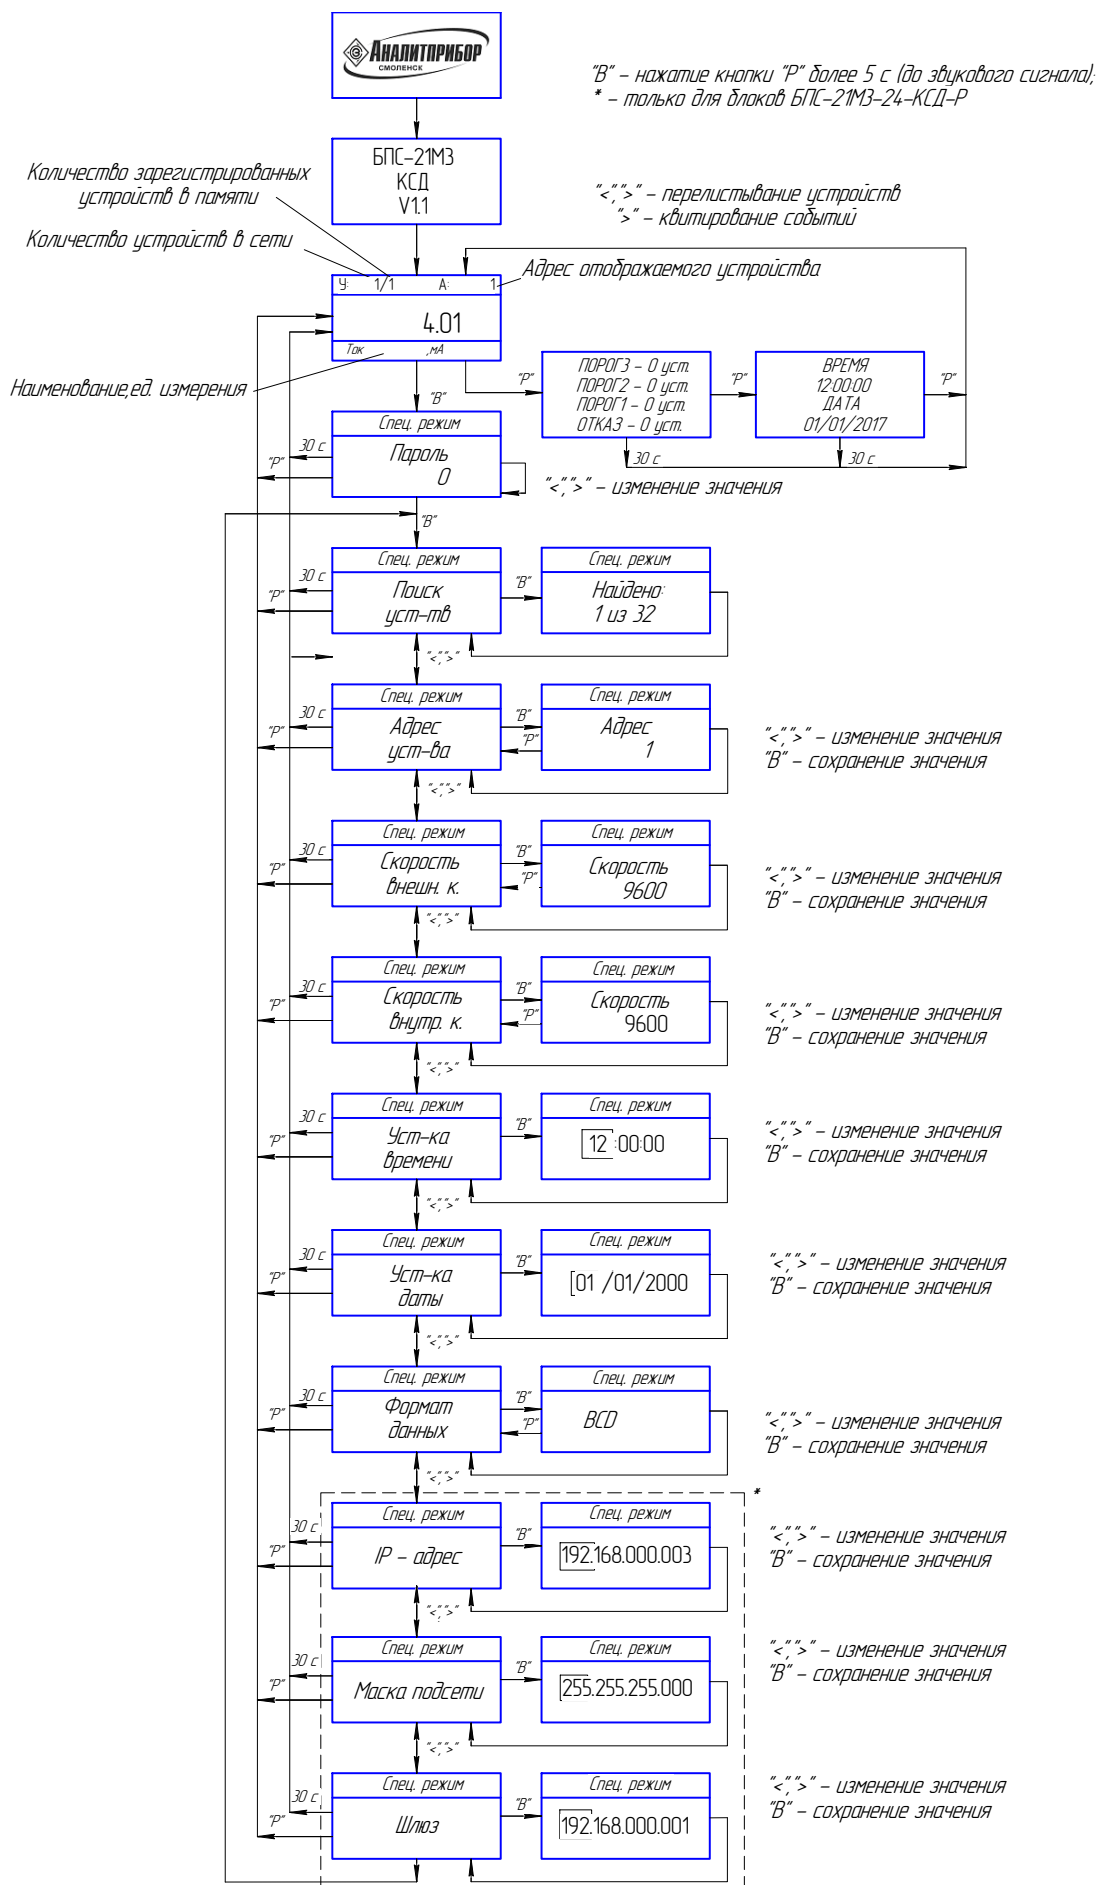 АНАЛИТПРИБОР
СМОЛЕНСК
"В" – нажатие кнопки "Р" более 5 с (до звукового сигнала);
* – только для блоков БПС-21М3-24-КСД-Р
БПС-21М3
КСД
V1.1
Количество зарегистрированных
устройств в памяти
"<",">" – перелистывание устройств
">" – квитирование событий
Количество устройств в сети
Адрес отображаемого устройства
У: 1/1 А: 1
4.01
Ток ,мА
Наименование,ед. измерения
"Р"
ПОРОГ3 – 0 уст.
ПОРОГ2 – 0 уст.
ПОРОГ1 – 0 уст.
ОТКАЗ – 0 уст.
"Р"
ВРЕМЯ
12:00:00
ДАТА
01/01/2017
"Р"
30 с
30 с
"В"
Спец. режим
Пароль
0
30 с
"Р"
"<",">" – изменение значения
"В"
Спец. режим
Поиск
уст-тв
30 с
"Р"
"В"
Спец. режим
Найдено:
1 из 32
"<",">"
Спец. режим
Адрес
уст-ва
30 с
"Р"
"В"
"Р"
Спец. режим
Адрес
1
"<",">" – изменение значения
"В" – сохранение значения
"<",">"
Спец. режим
Скорость
внешн. к.
30 с
"Р"
"В"
"Р"
Спец. режим
Скорость
9600
"<",">" – изменение значения
"В" – сохранение значения
"<",">"
Спец. режим
Скорость
внутр. к.
30 с
"Р"
"В"
"Р"
Спец. режим
Скорость
9600
"<",">" – изменение значения
"В" – сохранение значения
"<",">"
Спец. режим
Уст-ка
времени
30 с
"Р"
"В"
Спец. режим
12:00:00
"<",">" – изменение значения
"В" – сохранение значения
"<",">"
Спец. режим
Уст-ка
даты
30 с
"Р"
"В"
Спец. режим
[01 /01/2000
"<",">" – изменение значения
"В" – сохранение значения
"<",">"
Спец. режим
Формат
данных
30 с
"Р"
"В"
"Р"
Спец. режим
BCD
"<",">" – изменение значения
"В" – сохранение значения
"<",">"
*
Спец. режим
IP – адрес
30 с
"Р"
"В"
Спец. режим
192.168.000.003
"<",">" – изменение значения
"В" – сохранение значения
"<",">"
Спец. режим
Маска подсети
30 с
"Р"
"В"
Спец. режим
255.255.255.000
"<",">" – изменение значения
"В" – сохранение значения
"<",">"
Спец. режим
Шлюз
30 с
"Р"
"В"
Спец. режим
192.168.000.001
"<",">" – изменение значения
"В" – сохранение значения